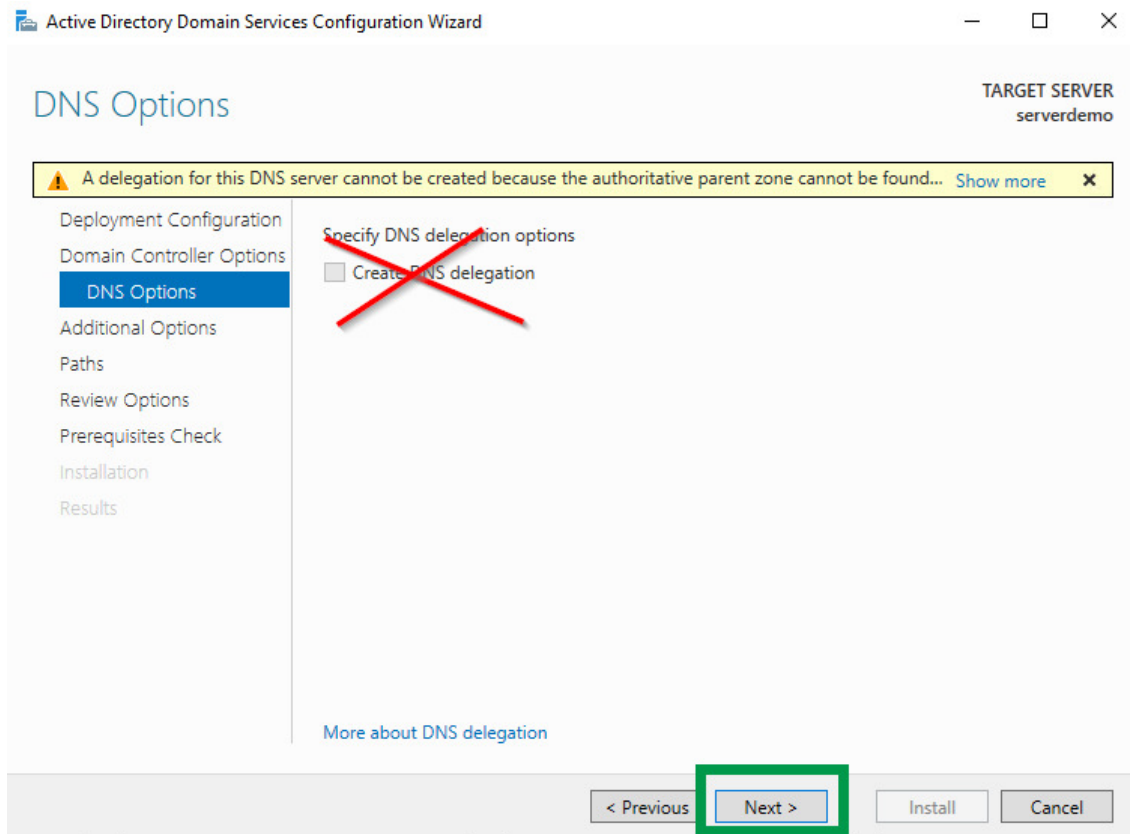 Active Directory Domain Services Configuration Wizard
DNS Options
TARGET SERVER
serverdemo
A delegation for this DNS server cannot be created because the authoritative parent zone cannot be found... Show more
Deployment Configuration
Domain Controller Options
DNS Options
Additional Options
Paths
Review Options
Prerequisites Check
Installation
Results
Specify DNS delegation options
Create DNS delegation
More about DNS delegation
< Previous
Next >
Install
Cancel